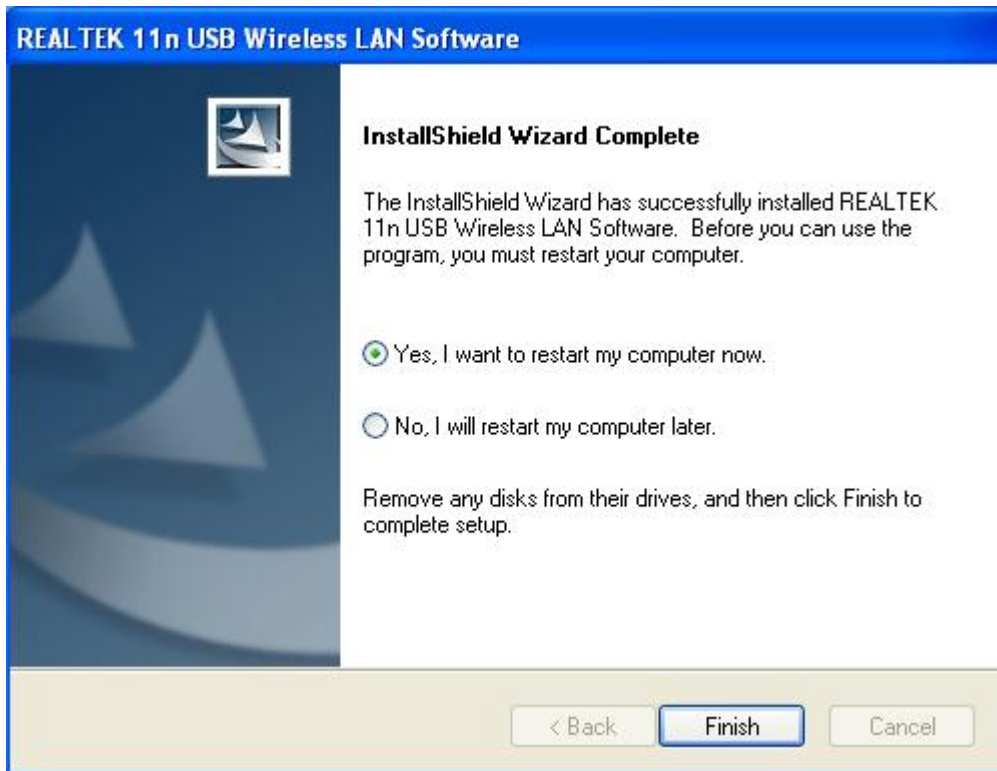 REALTEK 11n USB Wireless LAN Software
InstallShield Wizard Complete
The InstallShield Wizard has successfully installed REALTEK
11n USB Wireless LAN Software.  Before you can use the
program, you must restart your computer.
Yes, I want to restart my computer now.
No, I will restart my computer later.
Remove any disks from their drives, and then click Finish to
complete setup.
< Back Finish Cancel